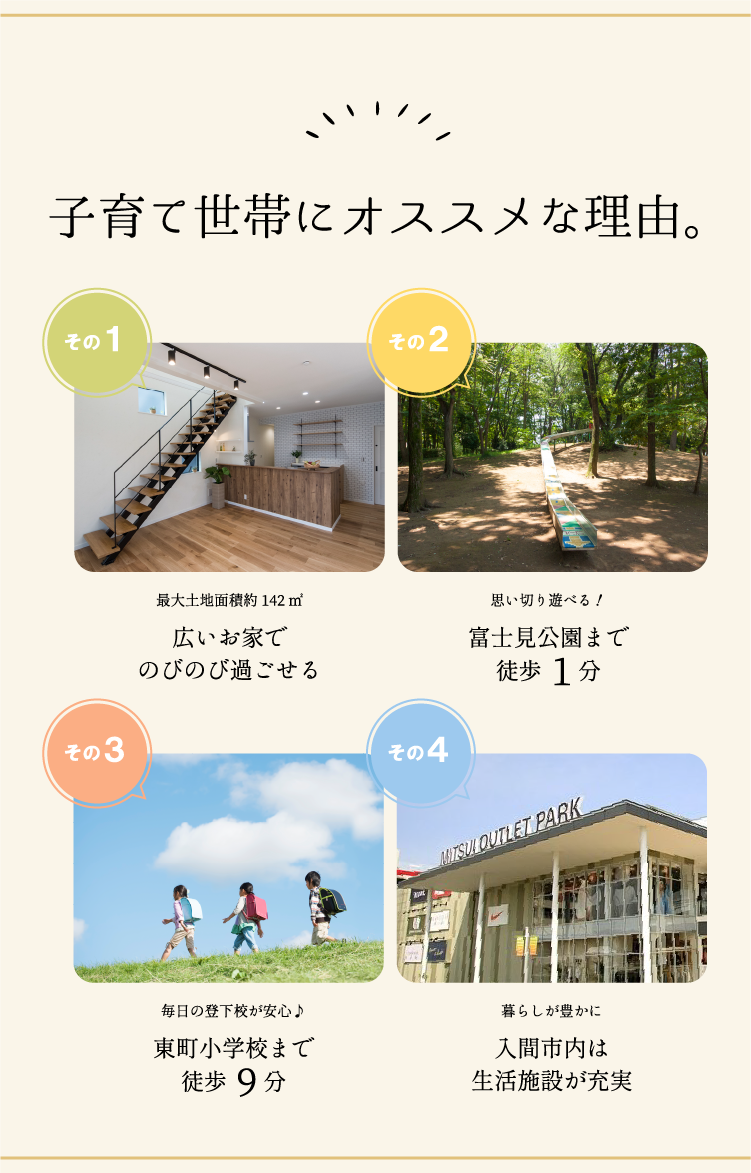 子育て世帯にオススメな理由。
その1
その2
最大土地面積約 142 ㎡
広いお家で
のびのび過ごせる
思い切り遊べる！
富士見公園まで
徒歩 1 分
その3
その4
MITSUI OUTLET PARK
毎日の登下校が安心♪
東町小学校まで
徒歩 9 分
暮らしが豊かに
入間市内は
生活施設が充実